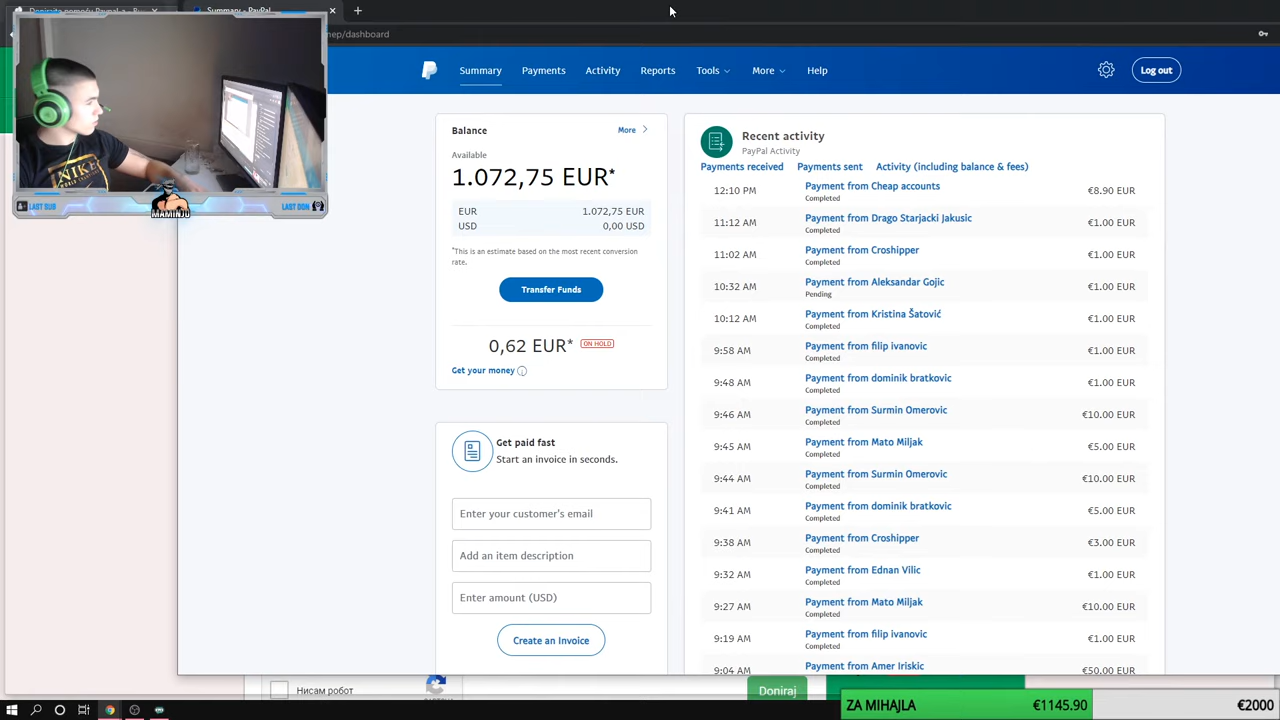 Summary - PayPal
nep/dashboard
Summary
Payments
Activity
Reports
Tools
More
Help
Log out
LAST SUB
MAMINJO
LAST DON
Balance
More
Available
1.072,75 EUR*
EUR 1.072,75 EUR
USD 0,00 USD
*This is an estimate based on the most recent conversion
rate.
Transfer Funds
0,62 EUR* ON HOLD
Get your money
Get paid fast
Start an invoice in seconds.
Enter your customer's email
Add an item description
Enter amount (USD)
Create an Invoice
Recent activity
PayPal Activity
Payments received Payments sent Activity (including balance & fees)
12:10 PM Payment from Cheap accounts €8.90 EUR
Completed
11:12 AM Payment from Drago Starjacki Jakusic €1.00 EUR
Completed
11:02 AM Payment from Croshipper €1.00 EUR
Completed
10:32 AM Payment from Aleksandar Gojic €1.00 EUR
Pending
10:12 AM Payment from Kristina Šatović €1.00 EUR
Completed
9:58 AM Payment from filip ivanovic €1.00 EUR
Completed
9:48 AM Payment from dominik bratkovic €1.00 EUR
Completed
9:46 AM Payment from Surmin Omerovic €10.00 EUR
Completed
9:45 AM Payment from Mato Miljak €5.00 EUR
Completed
9:44 AM Payment from Surmin Omerovic €10.00 EUR
Completed
9:41 AM Payment from dominik bratkovic €5.00 EUR
Completed
9:38 AM Payment from Croshipper €3.00 EUR
Completed
9:32 AM Payment from Ednan Vilic €1.00 EUR
Completed
9:27 AM Payment from Mato Miljak €10.00 EUR
Completed
9:19 AM Payment from filip ivanovic €1.00 EUR
Completed
9:04 AM Payment from Amer Iriskic €50.00 EUR
Нисам робот
Doniraj
ZA MIHAJLA €1145.90 €2000